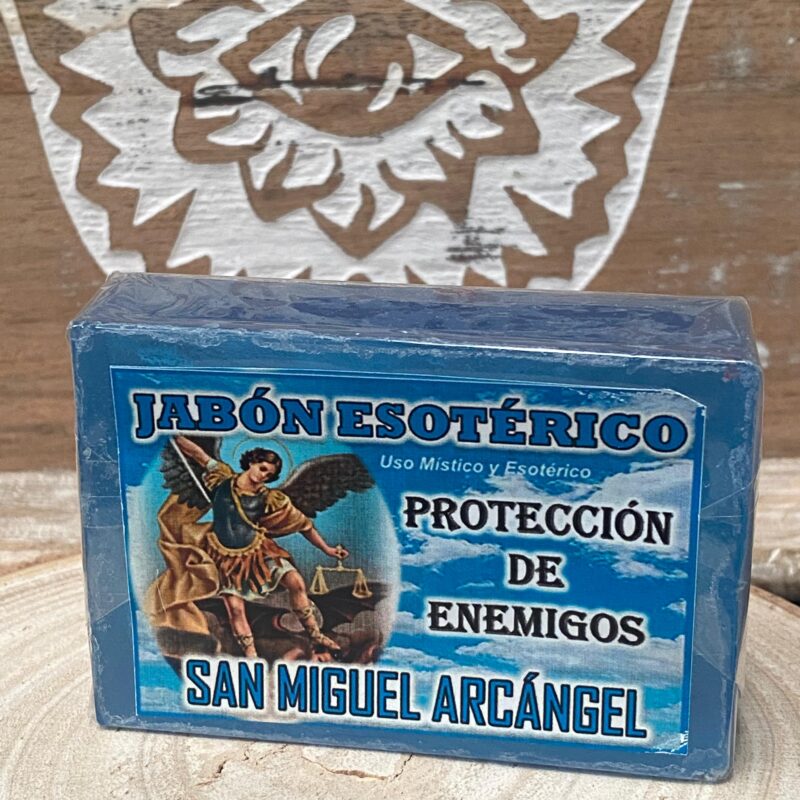 JABÓN ESOTÉRICO
Uso Místico y Esotérico
PROTECCIÓN
DE
ENEMIGOS
SAN MIGUEL ARCÁNGEL